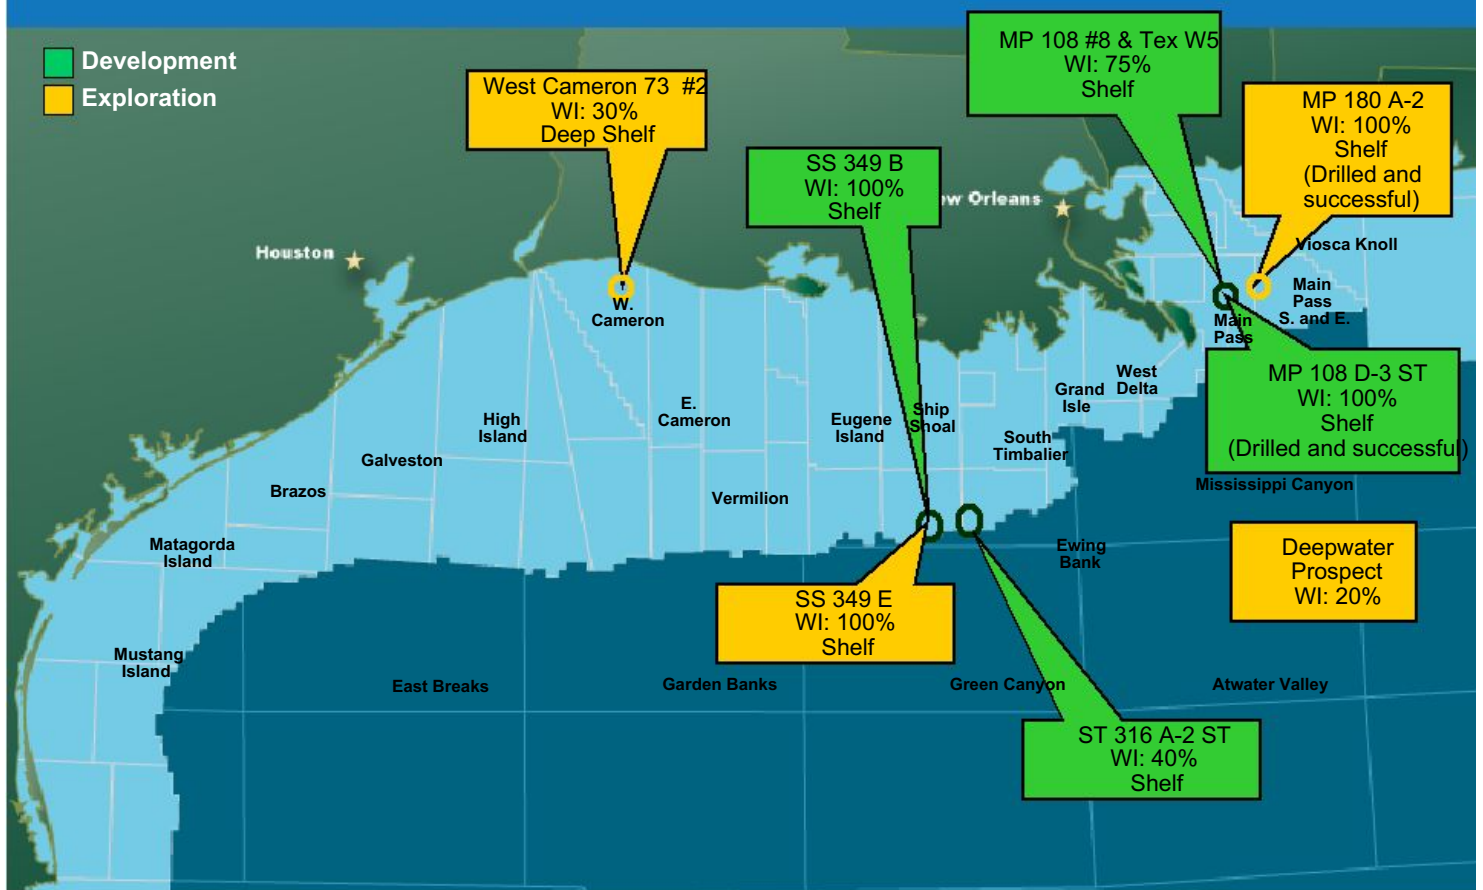 Development
Exploration
West Cameron 73 #2
WI: 30%
Deep Shelf
MP 108 #8 & Tex W5
WI: 75%
Shelf
MP 180 A-2
WI: 100%
Shelf
(Drilled and
successful)
SS 349 B
WI: 100%
Shelf
ew Orleans
Houston
Viosca Knoll
Main
Pass
S. and E.
W.
Cameron
Main
Pass
MP 108 D-3 ST
WI: 100%
Shelf
(Drilled and successful)
West
Delta
Grand
Isle
High
Island
E.
Cameron
Eugene
Island
Ship
Shoal
South
Timbalier
Galveston
Brazos
Vermilion
Mississippi Canyon
Matagorda
Island
Ewing
Bank
Deepwater
Prospect
WI: 20%
SS 349 E
WI: 100%
Shelf
Mustang
Island
East Breaks
Garden Banks
Green Canyon
Atwater Valley
ST 316 A-2 ST
WI: 40%
Shelf